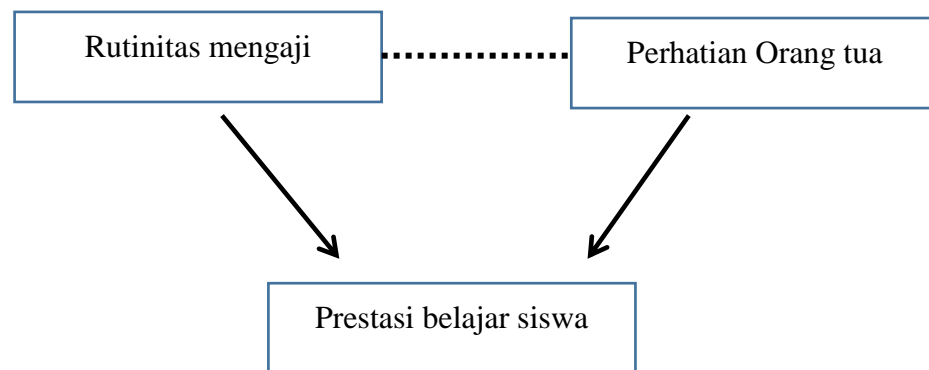 Rutinitas mengaji
Perhatian Orang tua
Prestasi belajar siswa